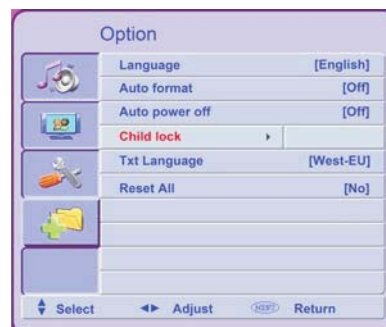 Option
Language [English]
Auto format [Off]
Auto power off [Off]
Child lock
Txt Language [West-EU]
Reset All [No]
Select Adjust Return